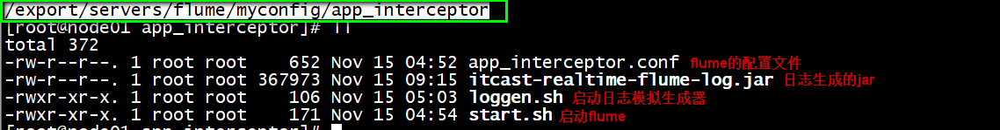 /export/servers/flume/myconfig/app_interceptor
[root@node01 app_interceptor]# ll
total 372
-rw-r--r--. 1 root root    652 Nov 15 04:52 app_interceptor.conf flume的配置文件
-rw-r--r--. 1 root root 367973 Nov 15 09:15 itcast-realtime-flume-log.jar 日志生成的jar
-rwxr-xr-x. 1 root root    106 Nov 15 05:03 loggen.sh 启动日志模拟生成器
-rwxr-xr-x. 1 root root    171 Nov 15 04:54 start.sh 启动flume
[root@node01 app_interceptor]#